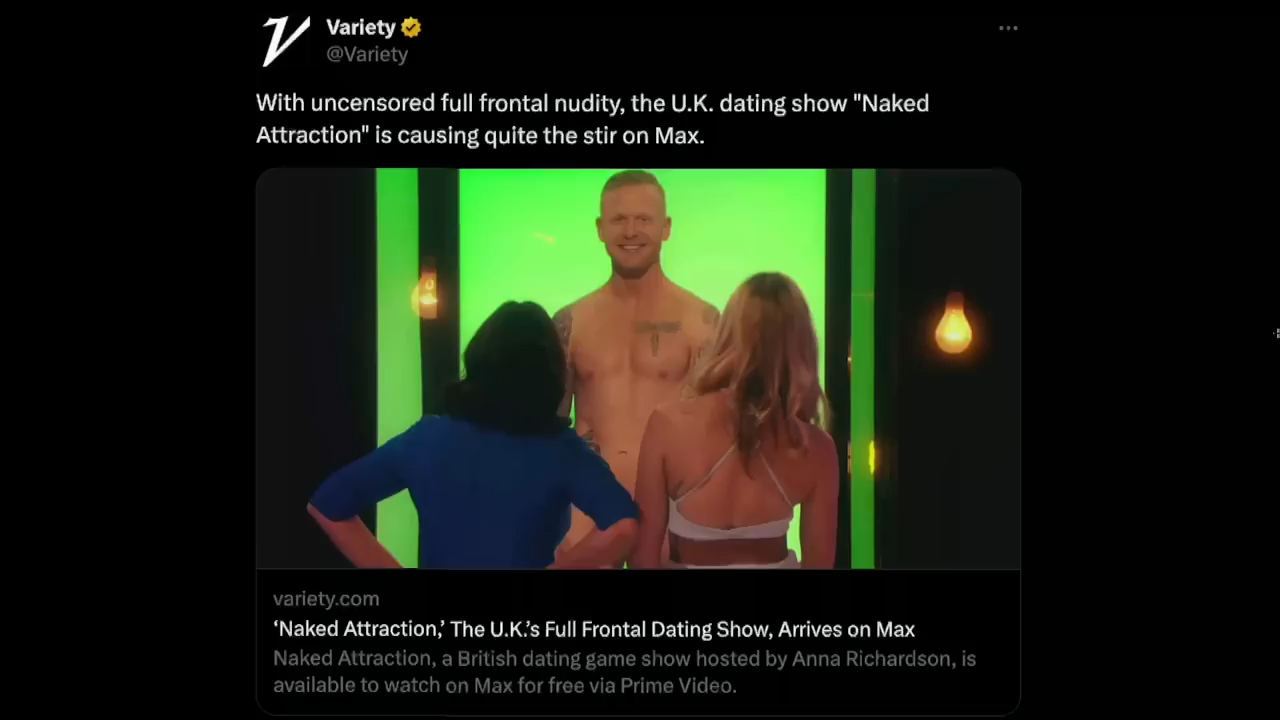 Variety
@Variety
With uncensored full frontal nudity, the U.K. dating show "Naked
Attraction" is causing quite the stir on Max.
variety.com
‘Naked Attraction,’ The U.K.’s Full Frontal Dating Show, Arrives on Max
Naked Attraction, a British dating game show hosted by Anna Richardson, is
available to watch on Max for free via Prime Video.